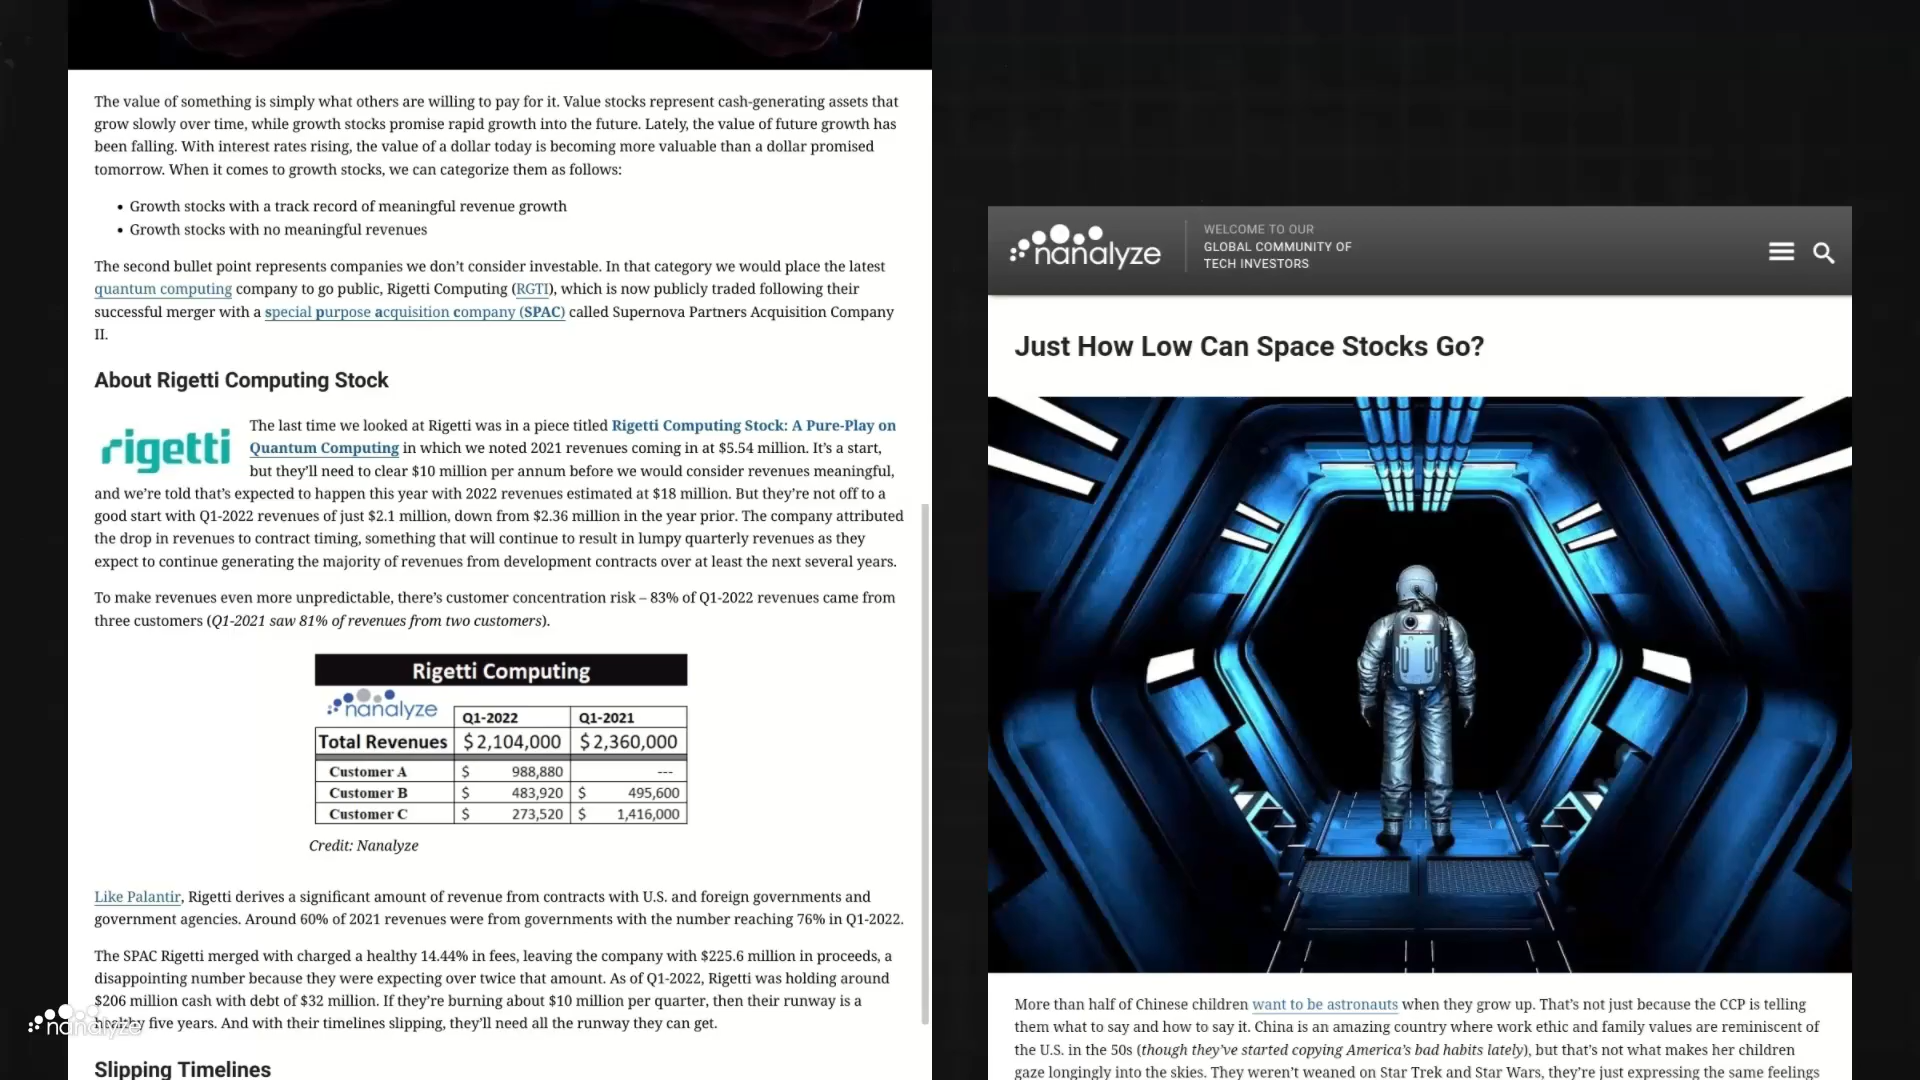 The value of something is simply what others are willing to pay for it. Value stocks represent cash-generating assets that
grow slowly over time, while growth stocks promise rapid growth into the future. Lately, the value of future growth has
been falling. With interest rates rising, the value of a dollar today is becoming more valuable than a dollar promised
tomorrow. When it comes to growth stocks, we can categorize them as follows:
• Growth stocks with a track record of meaningful revenue growth
• Growth stocks with no meaningful revenues
The second bullet point represents companies we don't consider investable. In that category we would place the latest
quantum computing company to go public, Rigetti Computing (RGTI), which is now publicly traded following their
successful merger with a special purpose acquisition company (SPAC) called Supernova Partners Acquisition Company
II.
About Rigetti Computing Stock
rigetti
The last time we looked at Rigetti was in a piece titled Rigetti Computing Stock: A Pure-Play on
Quantum Computing in which we noted 2021 revenues coming in at $5.54 million. It's a start,
but they'll need to clear $10 million per annum before we would consider revenues meaningful,
and we're told that's expected to happen this year with 2022 revenues estimated at $18 million. But they're not off to a
good start with Q1-2022 revenues of just $2.1 million, down from $2.36 million in the year prior. The company attributed
the drop in revenues to contract timing, something that will continue to result in lumpy quarterly revenues as they
expect to continue generating the majority of revenues from development contracts over at least the next several years.
To make revenues even more unpredictable, there's customer concentration risk – 83% of Q1-2022 revenues came from
three customers (Q1-2021 saw 81% of revenues from two customers).
Rigetti Computing
nanalyze Q1-2022 Q1-2021
Total Revenues $ 2,104,000 $ 2,360,000
Customer A $ 988,880 ---
Customer B $ 483,920 $ 495,600
Customer C $ 273,520 $ 1,416,000
Credit: Nanalyze
Like Palantir, Rigetti derives a significant amount of revenue from contracts with U.S. and foreign governments and
government agencies. Around 60% of 2021 revenues were from governments with the number reaching 76% in Q1-2022.
The SPAC Rigetti merged with charged a healthy 14.44% in fees, leaving the company with $225.6 million in proceeds, a
disappointing number because they were expecting over twice that amount. As of Q1-2022, Rigetti was holding around
$206 million cash with debt of $32 million. If they're burning about $10 million per quarter, then their runway is a
healthy five years. And with their timelines slipping, they'll need all the runway they can get.
nanalyze
Slipping Timelines
nanalyze
WELCOME TO OUR
GLOBAL COMMUNITY OF
TECH INVESTORS
Just How Low Can Space Stocks Go?
More than half of Chinese children want to be astronauts when they grow up. That's not just because the CCP is telling
them what to say and how to say it. China is an amazing country where work ethic and family values are reminiscent of
the U.S. in the 50s (though they've started copying America's bad habits lately), but that's not what makes her children
gaze longingly into the skies. They weren't weaned on Star Trek and Star Wars, they're just expressing the same feelings